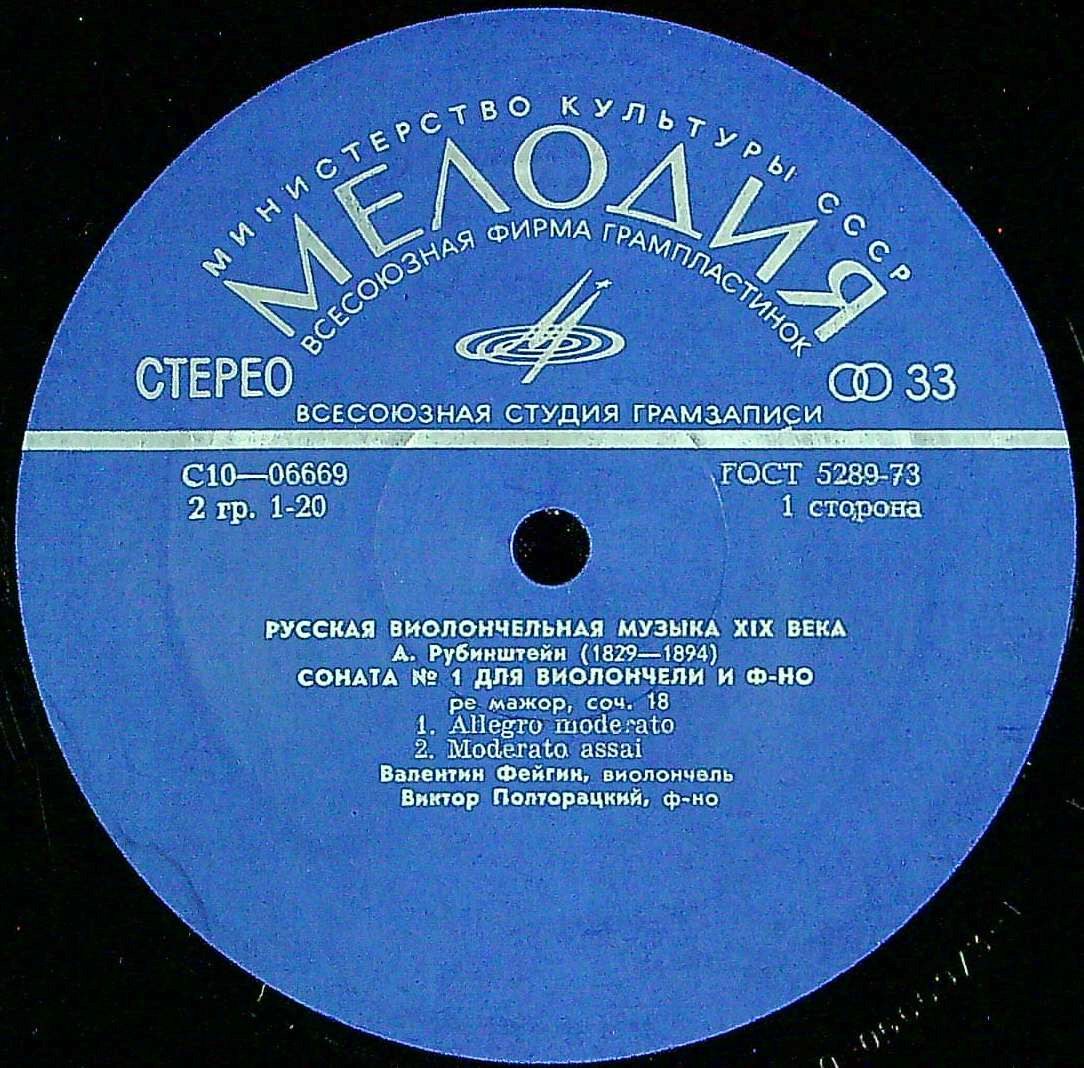 МИНИСТЕРСТВО КУЛЬТУРЫ СССР
МЕЛОДИЯ
ВСЕСОЮЗНАЯ ФИРМА ГРАМПЛАСТИНОК
СТЕРЕО
33
ВСЕСОЮЗНАЯ СТУДИЯ ГРАМЗАПИСИ
С10—06669
ГОСТ 5289-73
2 гр. 1-20
1 сторона
РУССКАЯ ВИОЛОНЧЕЛЬНАЯ МУЗЫКА XIX ВЕКА
А. Рубинштейн (1829—1894)
СОНАТА № 1 ДЛЯ ВИОЛОНЧЕЛИ И Ф-НО
ре мажор, соч. 18
1. Allegro moderato
2. Moderato assai
Валентин Фейгин, виолончель
Виктор Полторацкий, ф-но